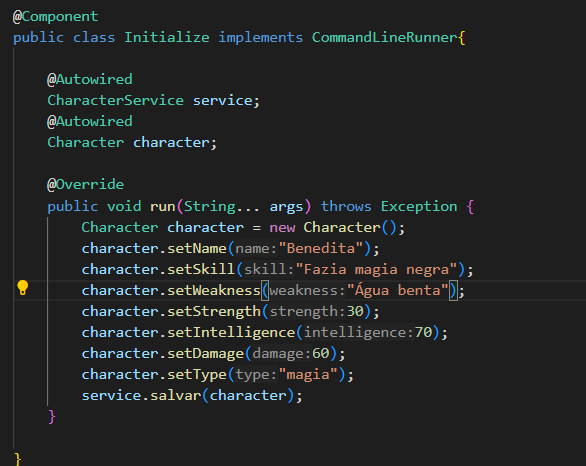 @Component
public class Initialize implements CommandLineRunner{
@Autowired
CharacterService service;
@Autowired
Character character;
@Override
public void run(String... args) throws Exception {
Character character = new Character();
character.setName(name:"Benedita");
character.setSkill(skill:"Fazia magia negra");
character.setWeakness(weakness:"Água benta");
character.setStrength(strength:30);
character.setIntelligence(intelligence:70);
character.setDamage(damage:60);
character.setType(type:"magia");
service.salvar(character);
}
}